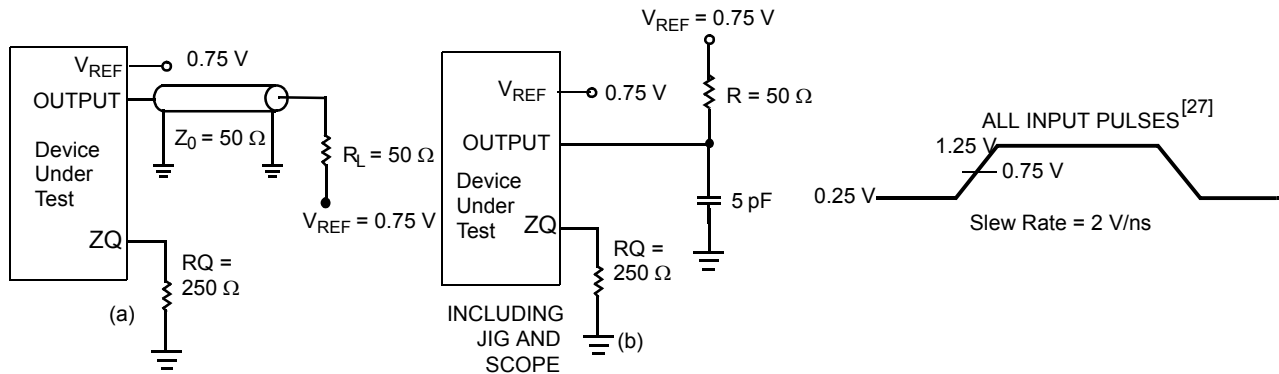 V_REF
0.75 V
OUTPUT
Z0 = 50 Ω
Device
Under
Test
RL = 50 Ω
VREF = 0.75 V
ZQ
RQ =
250 Ω
(a)
VREF = 0.75 V
R = 50 Ω
VREF
0.75 V
OUTPUT
Device
Under
Test
5 pF
ZQ
RQ =
250 Ω
INCLUDING
JIG AND
SCOPE
(b)
ALL INPUT PULSES[27]
1.25 V
0.75 V
0.25 V
Slew Rate = 2 V/ns